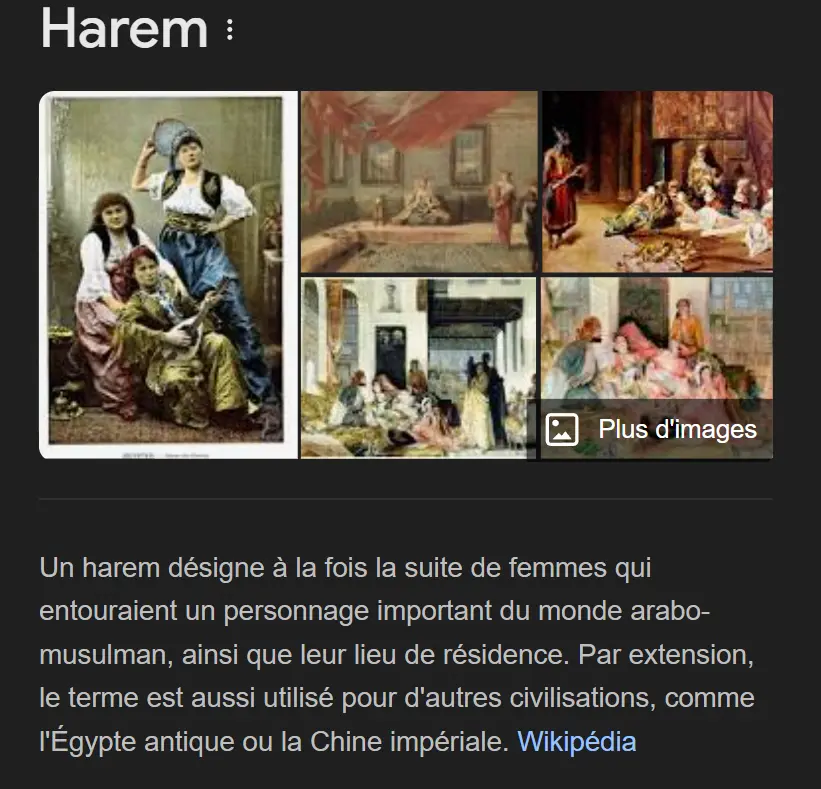 Harem
Plus d'images
Un harem désigne à la fois la suite de femmes qui
entouraient un personnage important du monde arabo-
musulman, ainsi que leur lieu de résidence. Par extension,
le terme est aussi utilisé pour d'autres civilisations, comme
l'Égypte antique ou la Chine impériale. Wikipédia